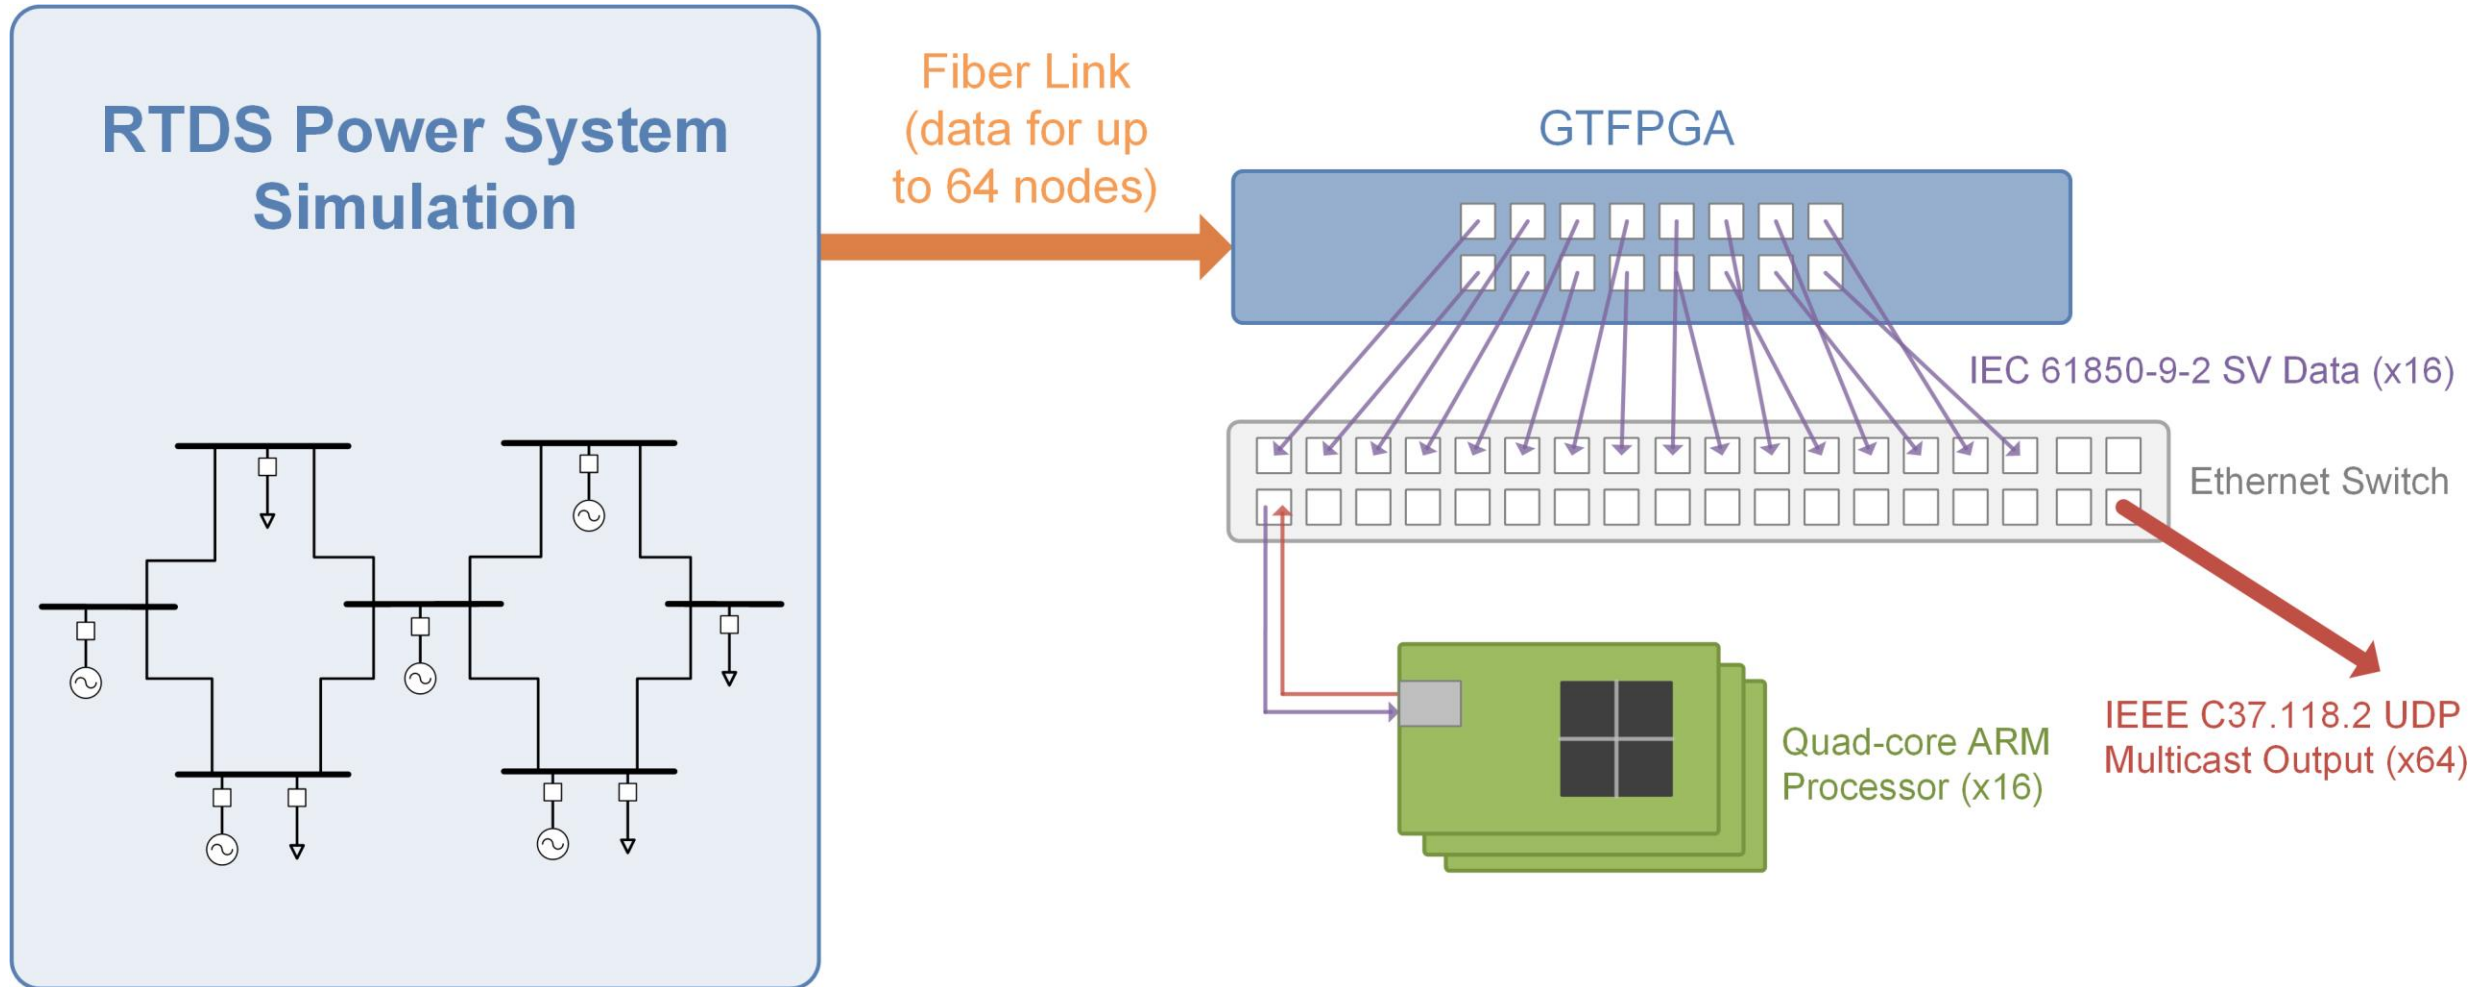 RTDS Power System
Simulation
Fiber Link
(data for up
to 64 nodes)
GTFPGA
IEC 61850-9-2 SV Data (x16)
Ethernet Switch
Quad-core ARM
Processor (x16)
IEEE C37.118.2 UDP
Multicast Output (x64)